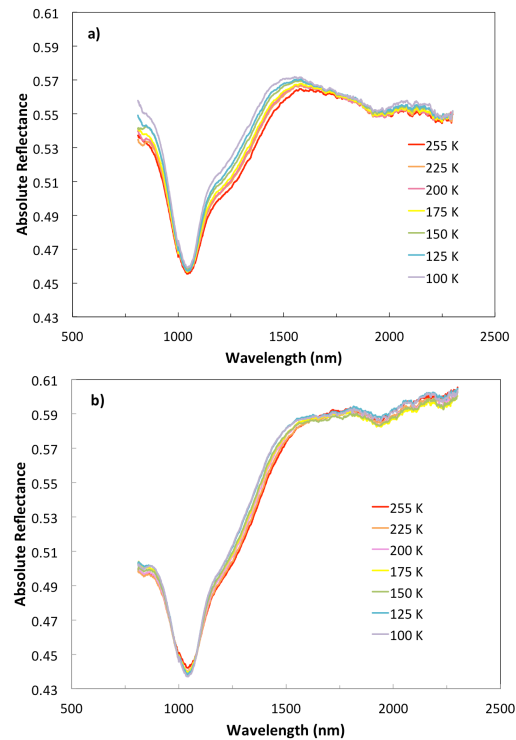 0.61
a)
0.59
0.57
0.55
0.53
0.51
0.49
0.47
0.45
0.43
Absolute Reflectance
255 K
225 K
200 K
175 K
150 K
125 K
100 K
500 1000 1500 2000 2500
Wavelength (nm)
0.61
b)
0.59
0.57
0.55
0.53
0.51
0.49
0.47
0.45
0.43
Absolute Reflectance
255 K
225 K
200 K
175 K
150 K
125 K
100 K
500 1000 1500 2000 2500
Wavelength (nm)